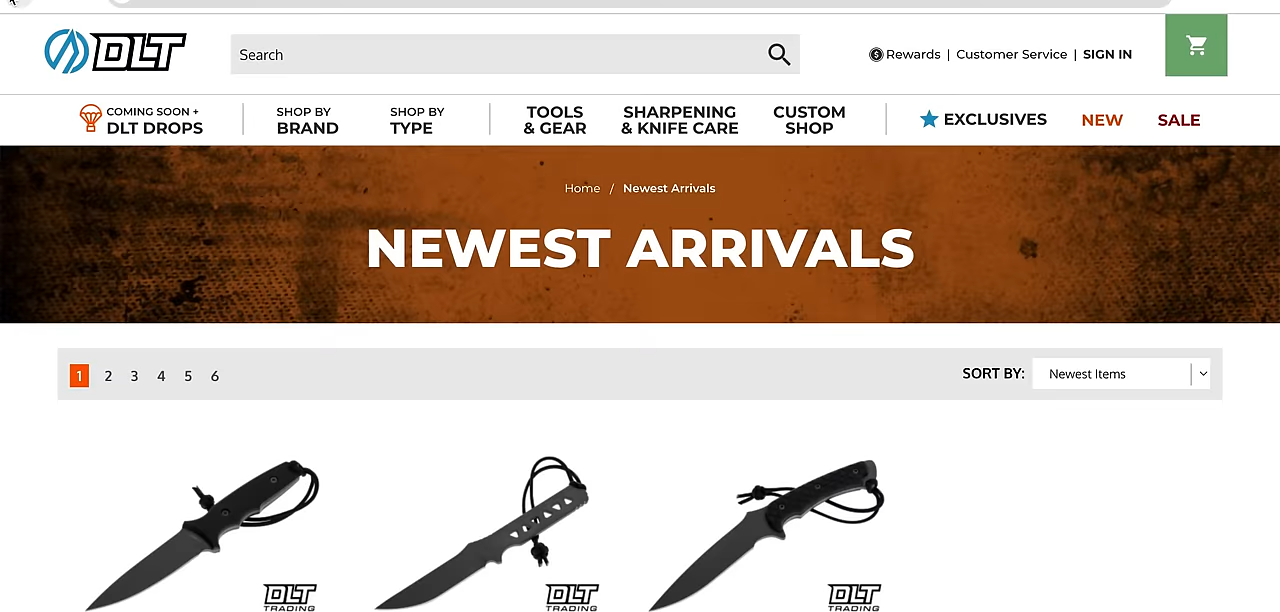 DLT
Search
Rewards | Customer Service | SIGN IN
COMING SOON +
DLT DROPS
SHOP BY
BRAND
SHOP BY
TYPE
TOOLS
& GEAR
SHARPENING
& KNIFE CARE
CUSTOM
SHOP
EXCLUSIVES
NEW
SALE
Home / Newest Arrivals
NEWEST ARRIVALS
1 2 3 4 5 6
SORT BY: Newest Items
DLT
TRADING
DLT
TRADING
DLT
TRADING